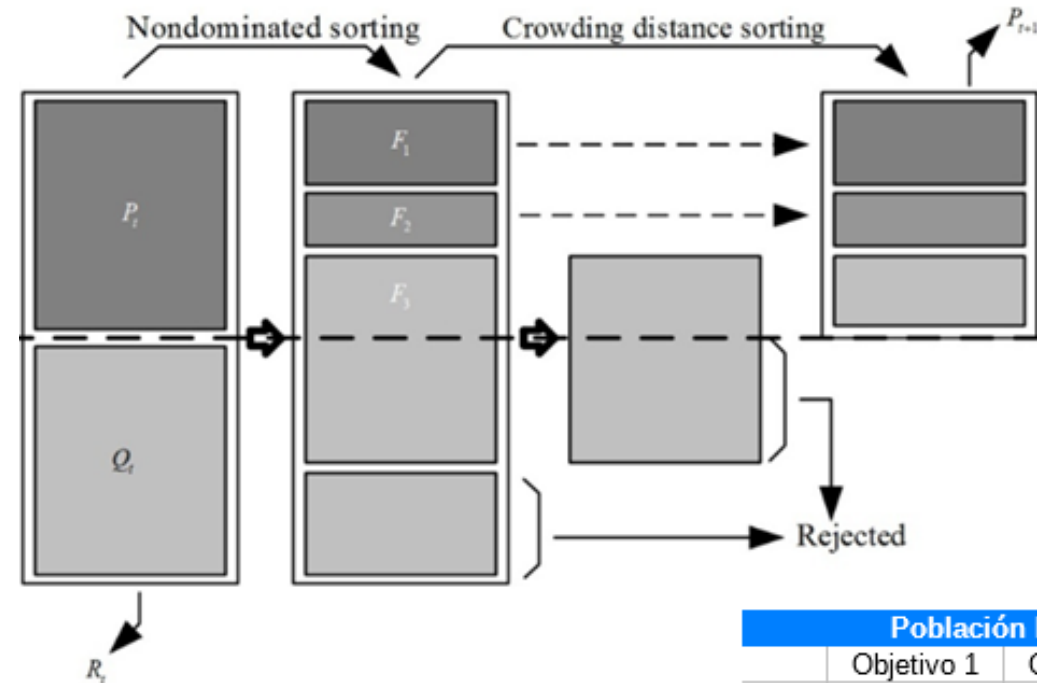 Nondominated sorting
Crowding distance sorting
P_{t+1}
P_t
F_1
F_2
F_3
Q_t
Rejected
R_t
Población
Objetivo 1